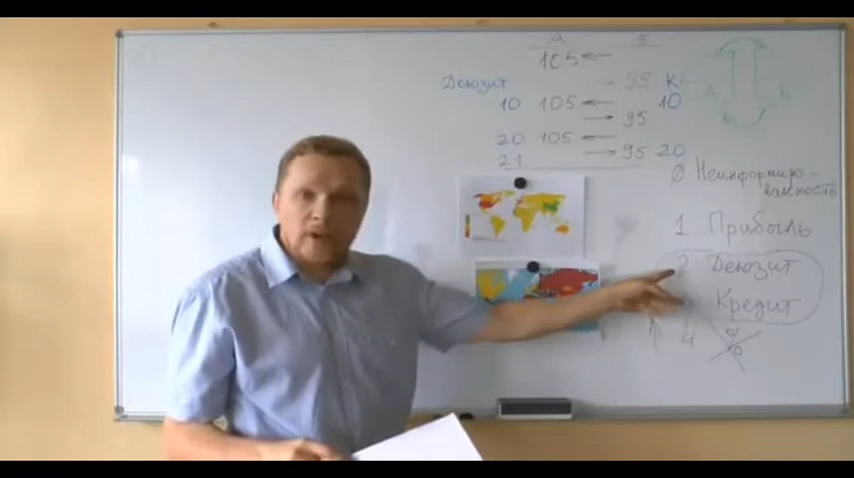 А Б
105 ←
Депозит → 95 К
10 105 ← 10
→ 95
20 105 ←
→ 95 20
21
А В
0 Неинформиро-
ванность
1 Прибыль
2 Депозит
Кредит
4 %